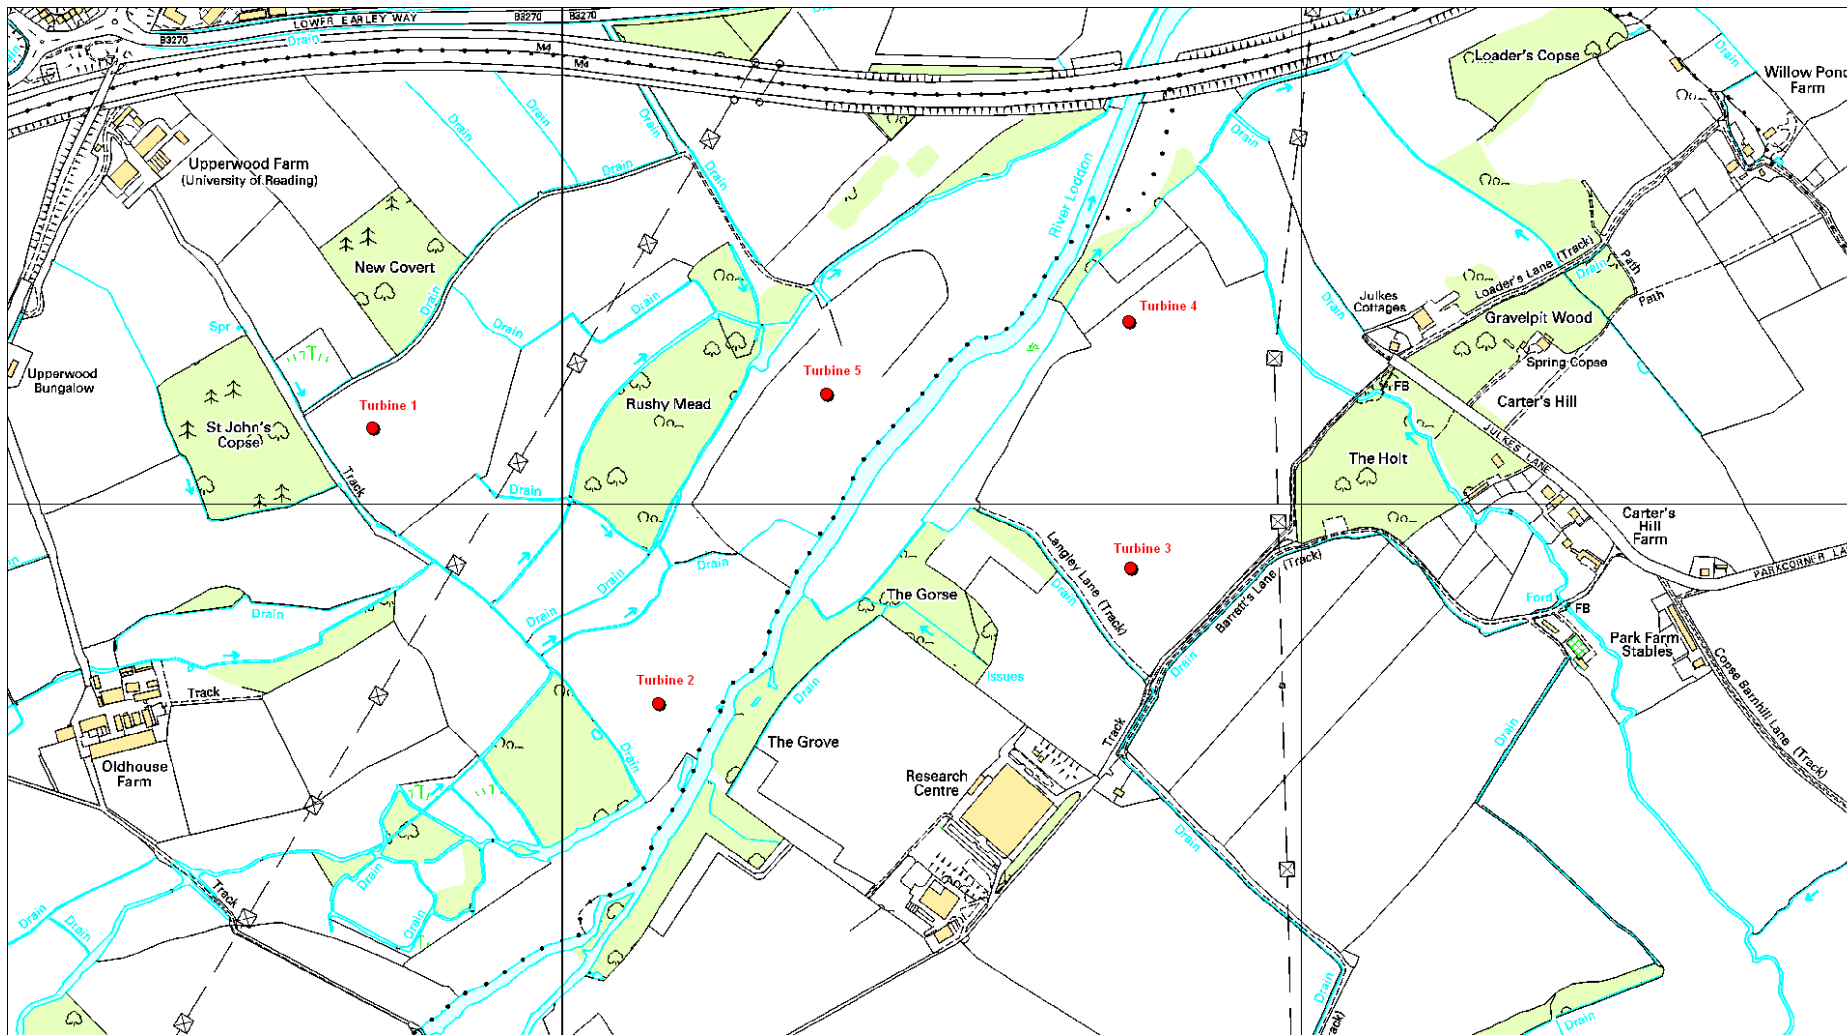 LOWER EARLEY WAY
B3270
B3270
B3270
Drain
M4
M4
Loader's Copse
Drain
Willow Pond
Farm
Upperwood Farm
(University of Reading)
Drain
Drain
Drain
Drain
Drain
Drain
River Loddon
New Covert
Drain
Drain
Drain
Spr
Loader's Lane (Track)
Drain
Path
Path
Julkes
Cottages
Drain
Gravelpit Wood
Spring Copse
Turbine 4
Turbine 5
Turbine 1
Upperwood
Bungalow
Rushy Mead
St John's
Copse
FB
Carter's Hill
JULKES LANE
The Holt
Track
Drain
Carter's
Hill
Farm
Langley Lane (Track)
Drain
Turbine 3
Barrett's Lane (Track)
PARKCORNER LA
Drain
Drain
Drain
Drain
The Gorse
Ford
FB
Park Farm
Stables
Copse Barnhill Lane (Track)
Issues
Drain
Turbine 2
Track
Drain
Drain
Track
Drain
The Grove
Oldhouse
Farm
Research
Centre
Drain
Drain
Track
Drain
Drain
Drain
Drain
Drain